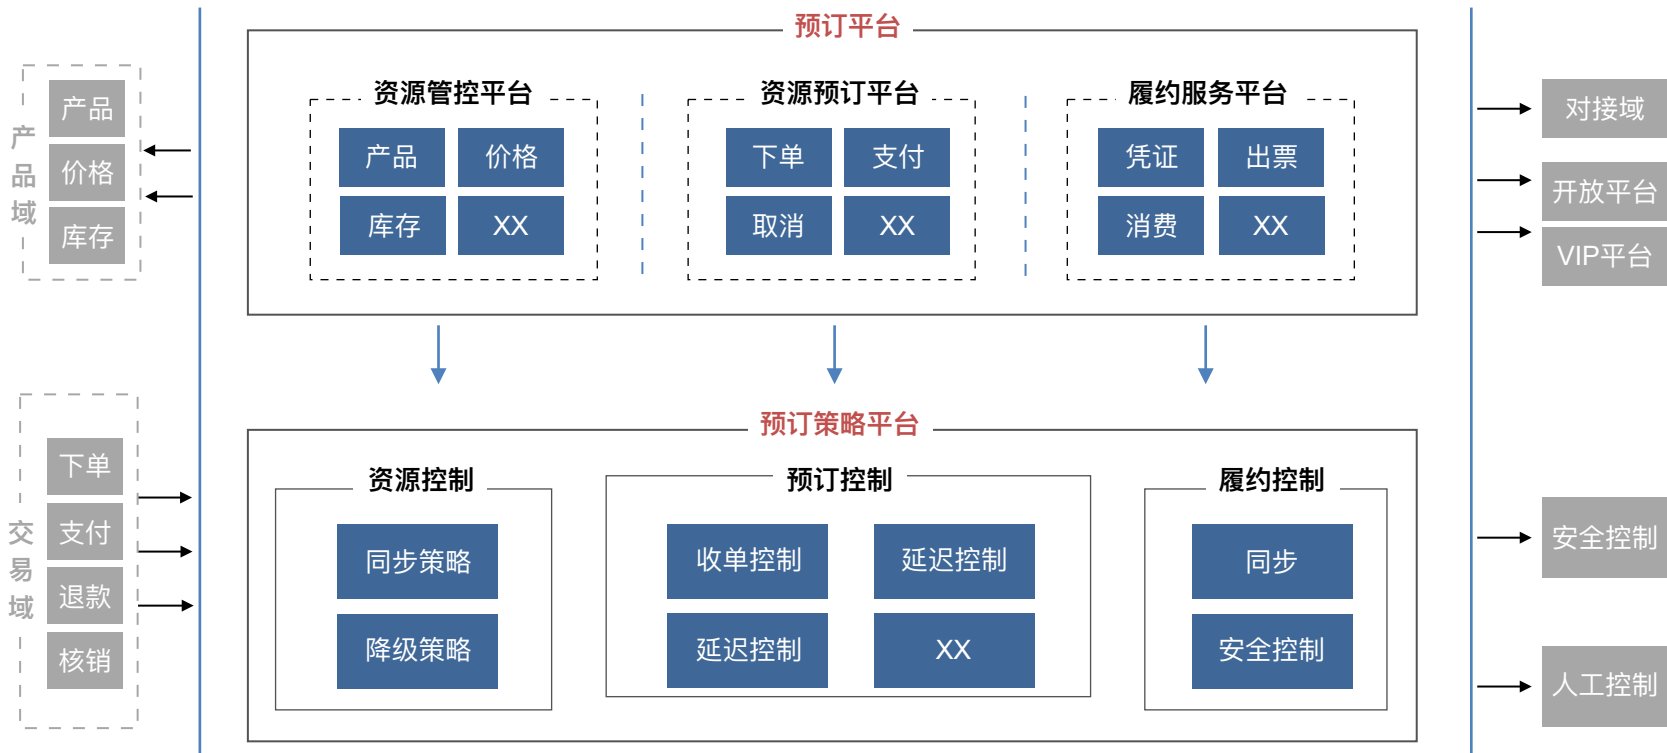 预订平台
资源管控平台
产品
价格
库存
XX
资源预订平台
下单
支付
取消
XX
履约服务平台
凭证
出票
消费
XX
产品域
产品
价格
库存
对接域
开放平台
VIP平台
预订策略平台
资源控制
同步策略
降级策略
预订控制
收单控制
延迟控制
延迟控制
XX
履约控制
同步
安全控制
交易域
下单
支付
退款
核销
安全控制
人工控制